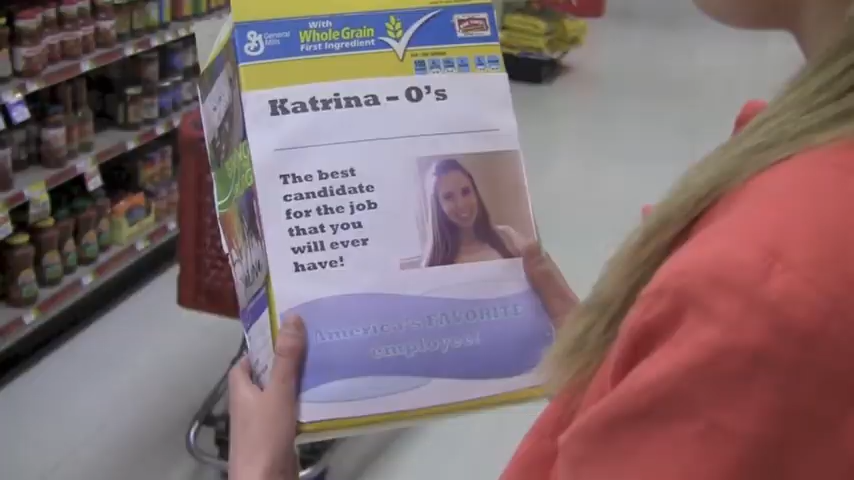 General Mills
With
Whole Grain
First Ingredient
Katrina - O's
The best
candidate
for the job
that you
will ever
have!
America's FAVORITE
employee!